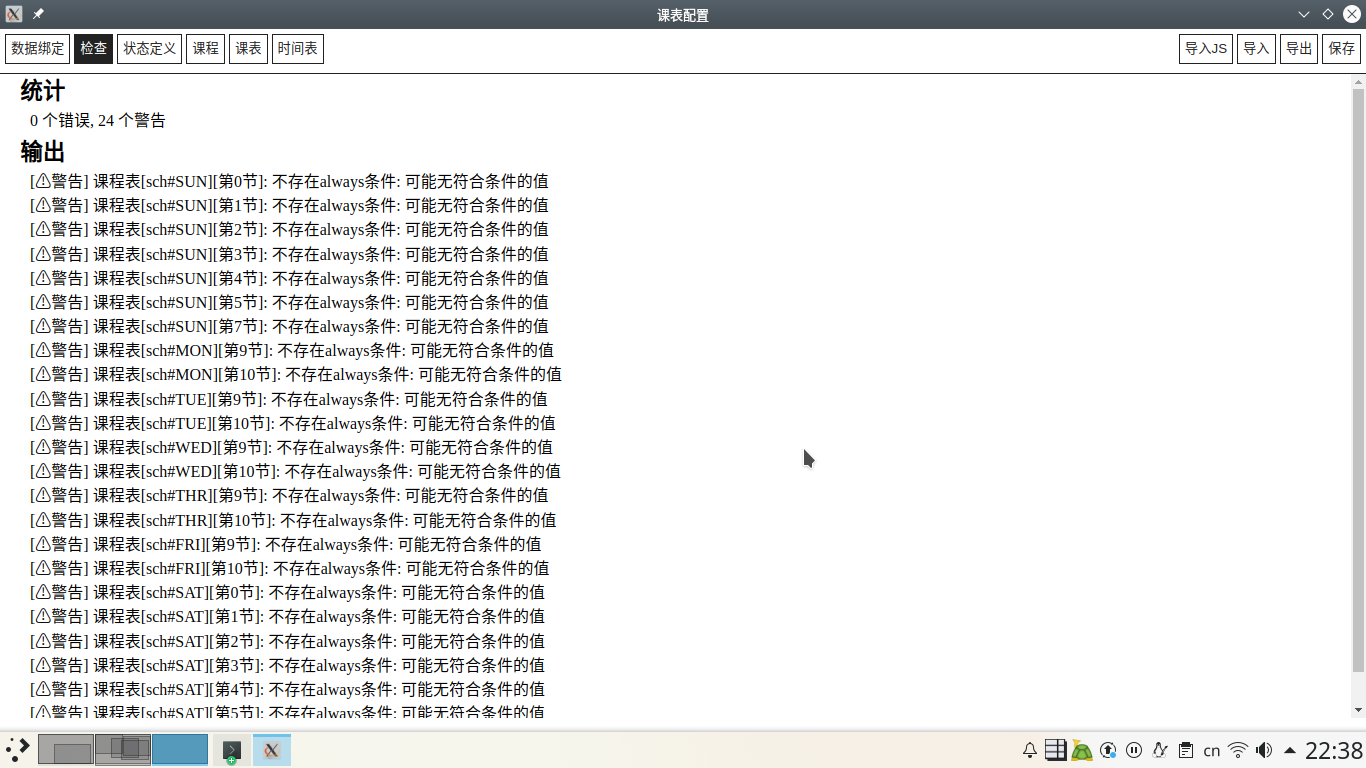 课表配置
数据绑定 检查 状态定义 课程 课表 时间表 导入JS 导入 导出 保存
统计
0 个错误, 24 个警告
输出
[⚠警告] 课程表[sch#SUN][第0节]: 不存在always条件: 可能无符合条件的值
[⚠警告] 课程表[sch#SUN][第1节]: 不存在always条件: 可能无符合条件的值
[⚠警告] 课程表[sch#SUN][第2节]: 不存在always条件: 可能无符合条件的值
[⚠警告] 课程表[sch#SUN][第3节]: 不存在always条件: 可能无符合条件的值
[⚠警告] 课程表[sch#SUN][第4节]: 不存在always条件: 可能无符合条件的值
[⚠警告] 课程表[sch#SUN][第5节]: 不存在always条件: 可能无符合条件的值
[⚠警告] 课程表[sch#SUN][第7节]: 不存在always条件: 可能无符合条件的值
[⚠警告] 课程表[sch#MON][第9节]: 不存在always条件: 可能无符合条件的值
[⚠警告] 课程表[sch#MON][第10节]: 不存在always条件: 可能无符合条件的值
[⚠警告] 课程表[sch#TUE][第9节]: 不存在always条件: 可能无符合条件的值
[⚠警告] 课程表[sch#TUE][第10节]: 不存在always条件: 可能无符合条件的值
[⚠警告] 课程表[sch#WED][第9节]: 不存在always条件: 可能无符合条件的值
[⚠警告] 课程表[sch#WED][第10节]: 不存在always条件: 可能无符合条件的值
[⚠警告] 课程表[sch#THR][第9节]: 不存在always条件: 可能无符合条件的值
[⚠警告] 课程表[sch#THR][第10节]: 不存在always条件: 可能无符合条件的值
[⚠警告] 课程表[sch#FRI][第9节]: 不存在always条件: 可能无符合条件的值
[⚠警告] 课程表[sch#FRI][第10节]: 不存在always条件: 可能无符合条件的值
[⚠警告] 课程表[sch#SAT][第0节]: 不存在always条件: 可能无符合条件的值
[⚠警告] 课程表[sch#SAT][第1节]: 不存在always条件: 可能无符合条件的值
[⚠警告] 课程表[sch#SAT][第2节]: 不存在always条件: 可能无符合条件的值
[⚠警告] 课程表[sch#SAT][第3节]: 不存在always条件: 可能无符合条件的值
[⚠警告] 课程表[sch#SAT][第4节]: 不存在always条件: 可能无符合条件的值
[⚠警告] 课程表[sch#SAT][第5节]: 不存在always条件: 可能无符合条件的值
cn 22:38